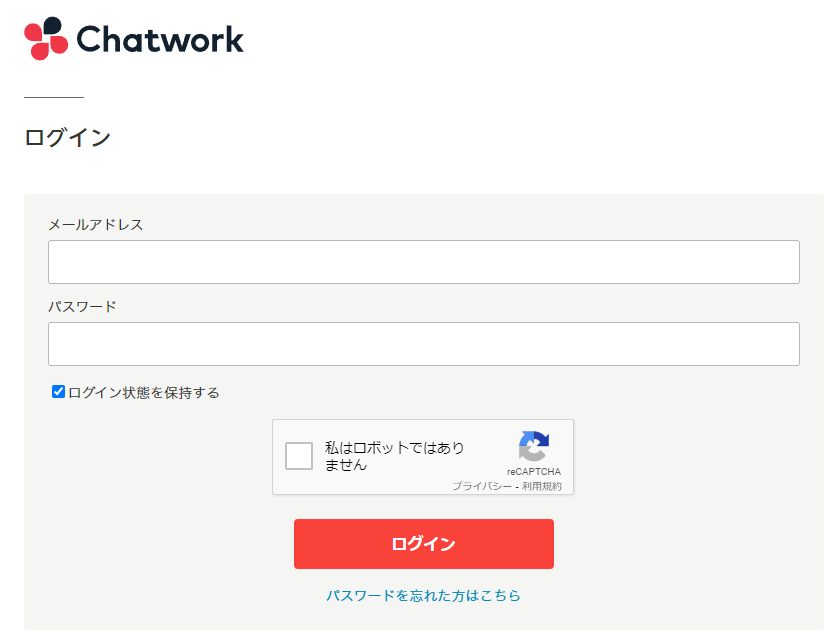 Chatwork
ログイン
メールアドレス
パスワード
ログイン状態を保持する
私はロボットではあり
ません
reCAPTCHA
プライバシー - 利用規約
ログイン
パスワードを忘れた方はこちら